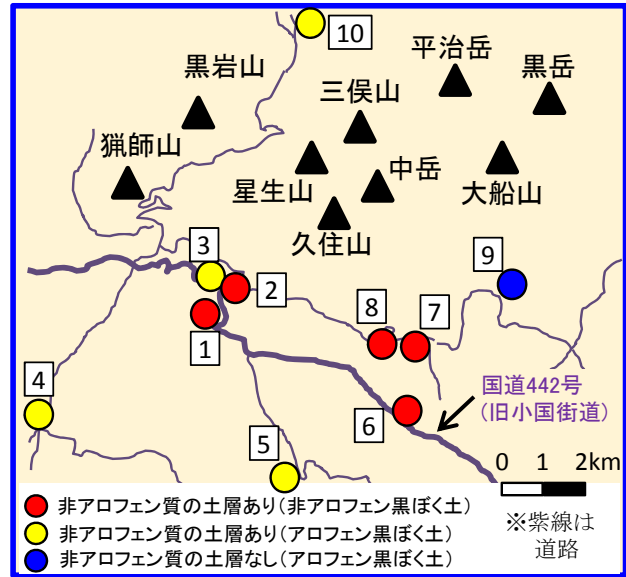 10
平治岳
黒岳
黒岩山
三俣山
猟師山
星生山
中岳
大船山
久住山
3
9
2
8
7
1
4
国道442号
(旧小国街道)
6
5
0 1 2km
非アロフェン質の土層あり(非アロフェン黒ぼく土)
非アロフェン質の土層あり(アロフェン黒ぼく土)
非アロフェン質の土層なし(アロフェン黒ぼく土)
※紫線は
道路